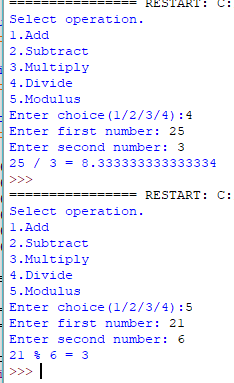 ================ RESTART: C:
Select operation.
1.Add
2.Subtract
3.Multiply
4.Divide
5.Modulus
Enter choice(1/2/3/4):4
Enter first number: 25
Enter second number: 3
25 / 3 = 8.333333333333334
>>>
================ RESTART: C:
Select operation.
1.Add
2.Subtract
3.Multiply
4.Divide
5.Modulus
Enter choice(1/2/3/4):5
Enter first number: 21
Enter second number: 6
21 % 6 = 3
>>>